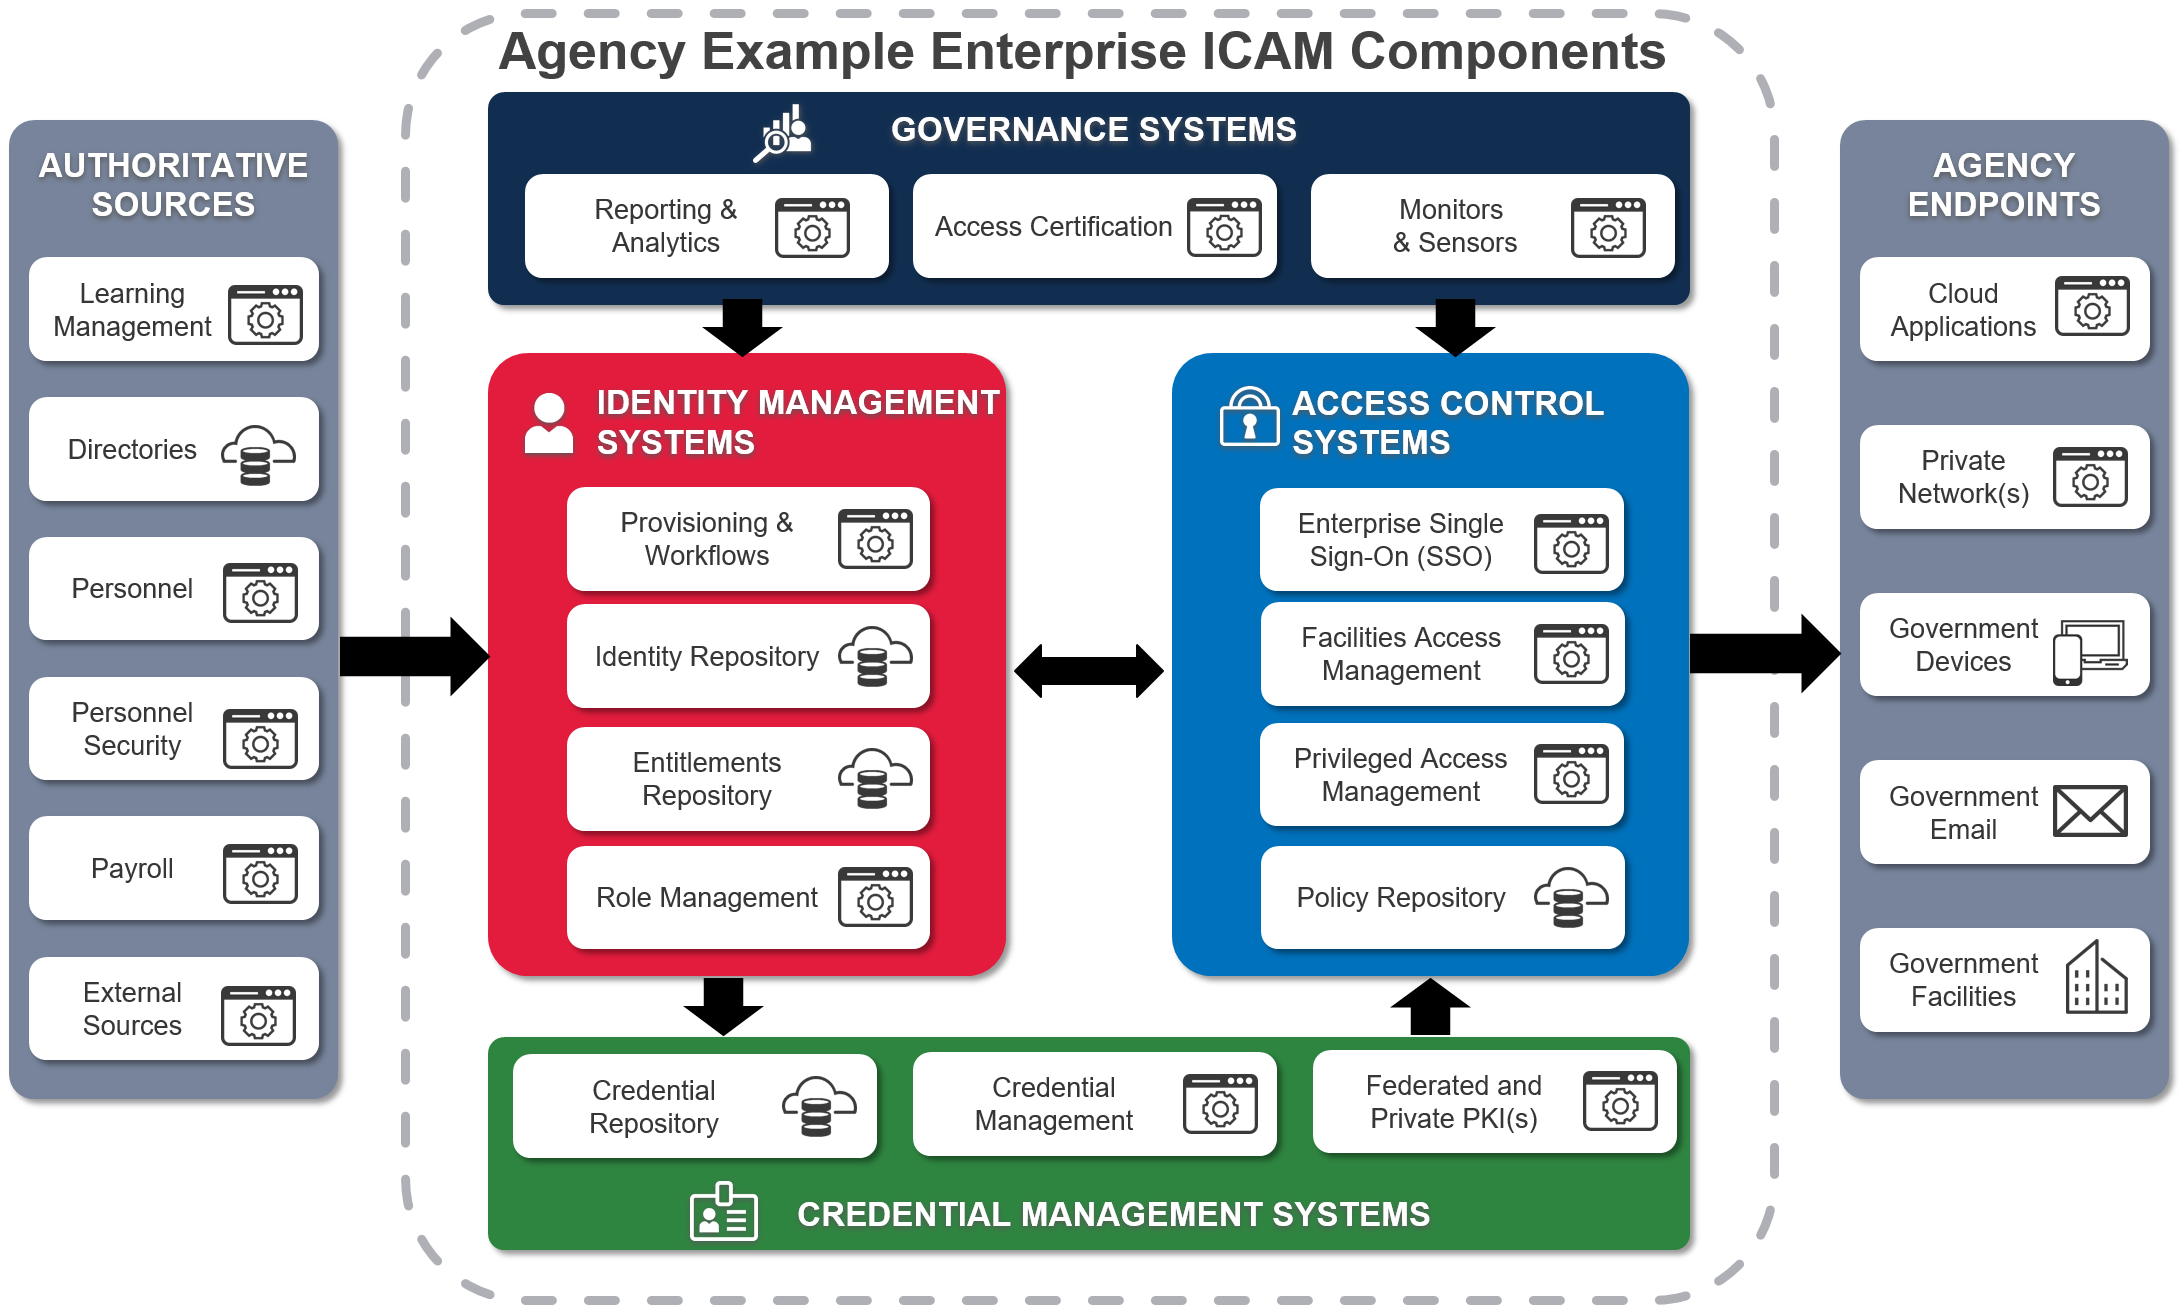 Agency Example Enterprise ICAM Components
AUTHORITATIVE
SOURCES
Learning
Management
Directories
Personnel
Personnel
Security
Payroll
External
Sources
GOVERNANCE SYSTEMS
Reporting &
Analytics
Access Certification
Monitors
& Sensors
IDENTITY MANAGEMENT
SYSTEMS
Provisioning &
Workflows
Identity Repository
Entitlements
Repository
Role Management
ACCESS CONTROL
SYSTEMS
Enterprise Single
Sign-On (SSO)
Facilities Access
Management
Privileged Access
Management
Policy Repository
Credential
Repository
Credential
Management
Federated and
Private PKI(s)
CREDENTIAL MANAGEMENT SYSTEMS
AGENCY
ENDPOINTS
Cloud
Applications
Private
Network(s)
Government
Devices
Government
Email
Government
Facilities